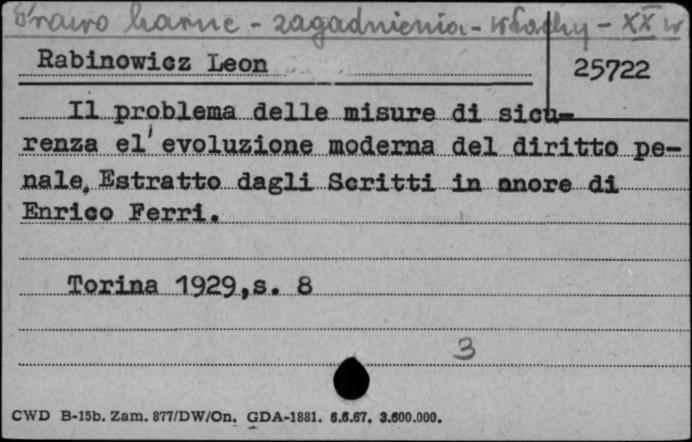 Prawo karne - zagadnienia - Włochy - XX w
Rabinowicz Leon
25722
Il problema delle misure di sicu-
renza el' evoluzione moderna del diritto pe-
nale, Estratto dagli Scritti in onore di
Enrico Ferri.
Torina 1929,s. 8
3
CWD B-15b. Zam. 877/DW/On. GDA-1881. 6.6.67. 3.600.000.